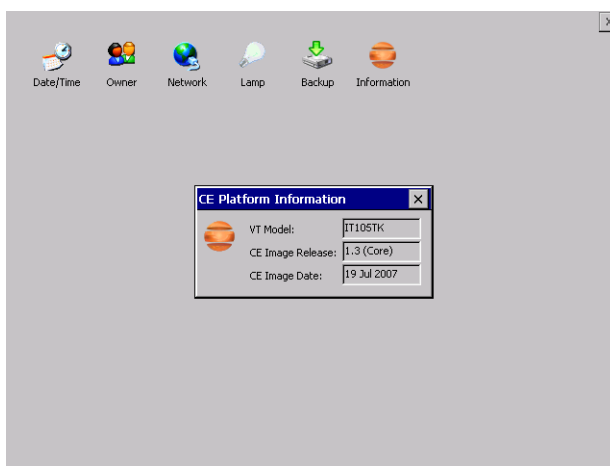 Date/Time Owner Network Lamp Backup Information
CE Platform Information
VT Model: IT105TK
CE Image Release: 1.3 (Core)
CE Image Date: 19 Jul 2007